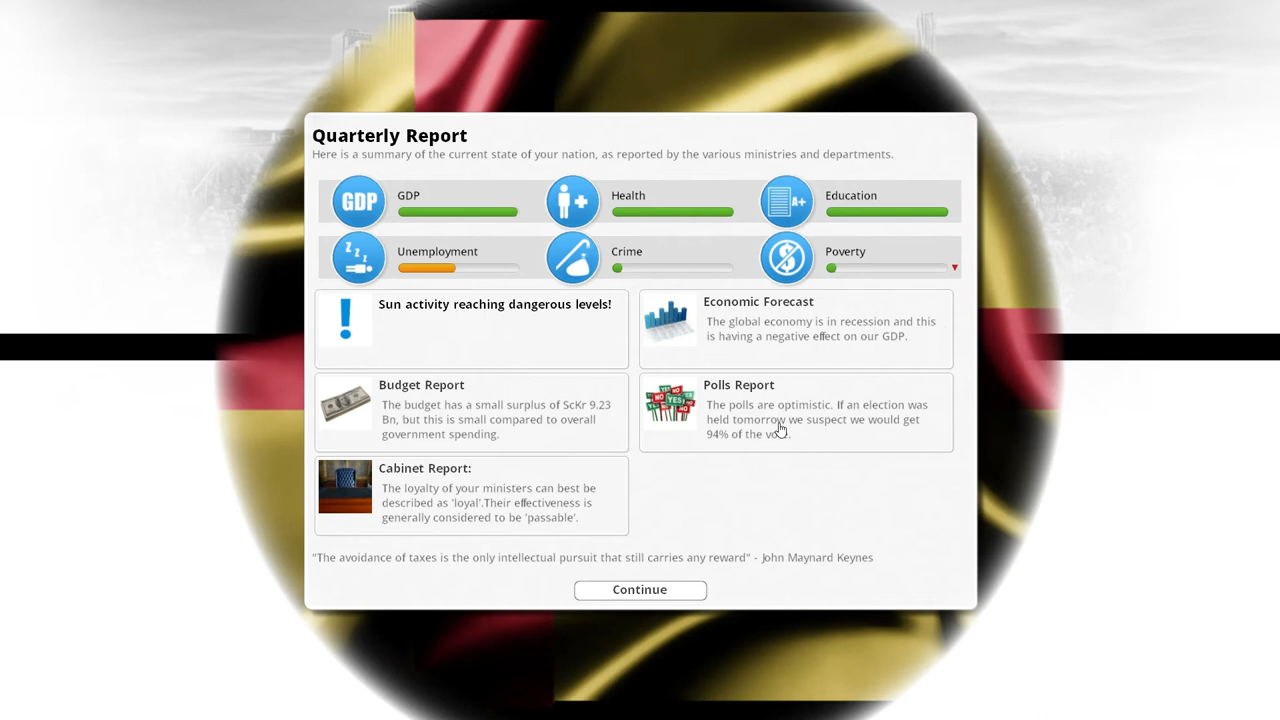 Quarterly Report
Here is a summary of the current state of your nation, as reported by the various ministries and departments.
GDP
GDP
Health
A+
Education
Z Z Z
Unemployment
Crime
$
Poverty
!
Sun activity reaching dangerous levels!
Economic Forecast
The global economy is in recession and this
is having a negative effect on our GDP.
Budget Report
The budget has a small surplus of ScKr 9.23
Bn, but this is small compared to overall
government spending.
NO YES NO
YES!
NO
Polls Report
The polls are optimistic. If an election was
held tomorrow we suspect we would get
94% of the
Cabinet Report:
The loyalty of your ministers can best be
described as 'loyal'.Their effectiveness is
generally considered to be 'passable'.
"The avoidance of taxes is the only intellectual pursuit that still carries any reward" - John Maynard Keynes
Continue